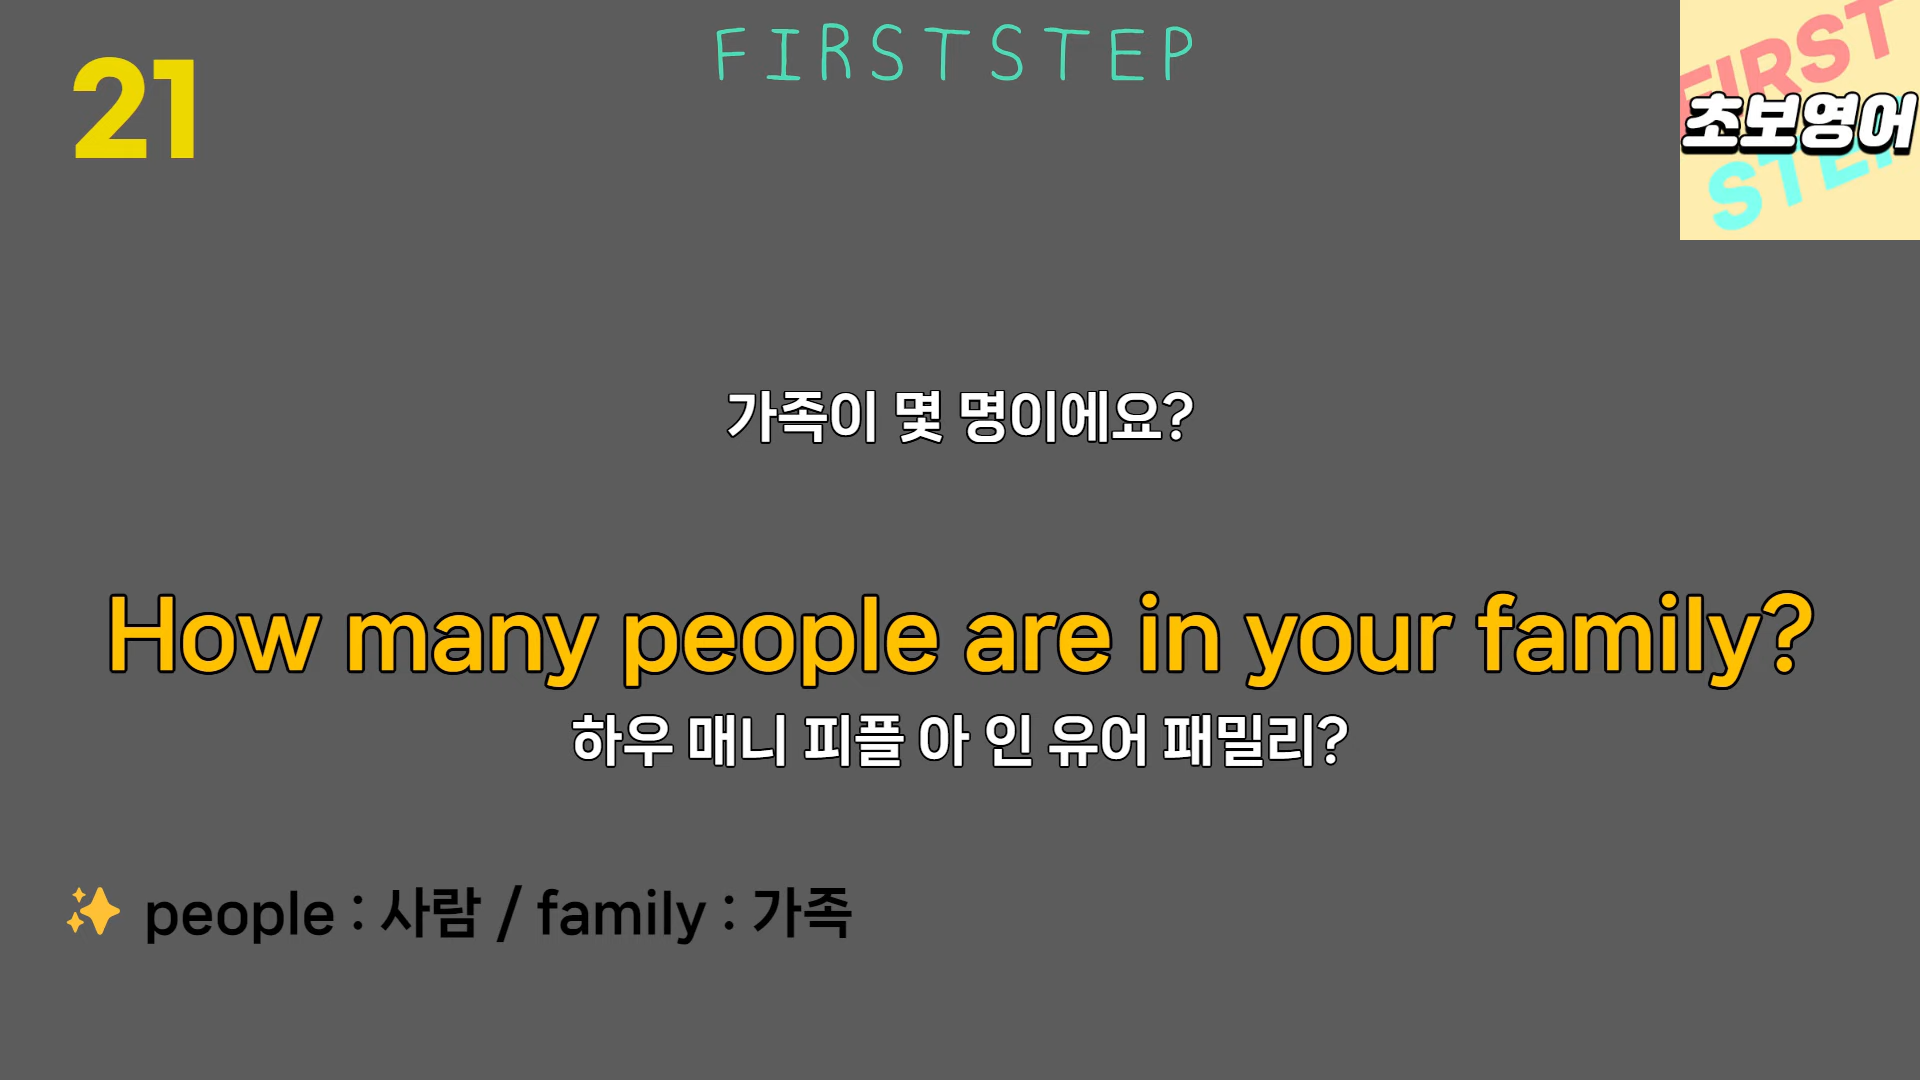 21
FIRSTSTEP
FIRST
초보영어
STEP
가족이 몇 명이에요?
How many people are in your family?
하우 매니 피플 아 인 유어 패밀리?
✨ people : 사람 / family : 가족